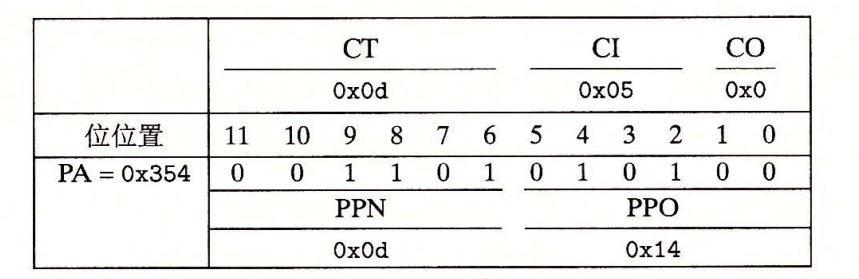 CT CI CO
0x0d 0x05 0x0
位位置 11 10 9 8 7 6 5 4 3 2 1 0
PA = 0x354 0 0 1 1 0 1 0 1 0 1 0 0
PPN PPO
0x0d 0x14